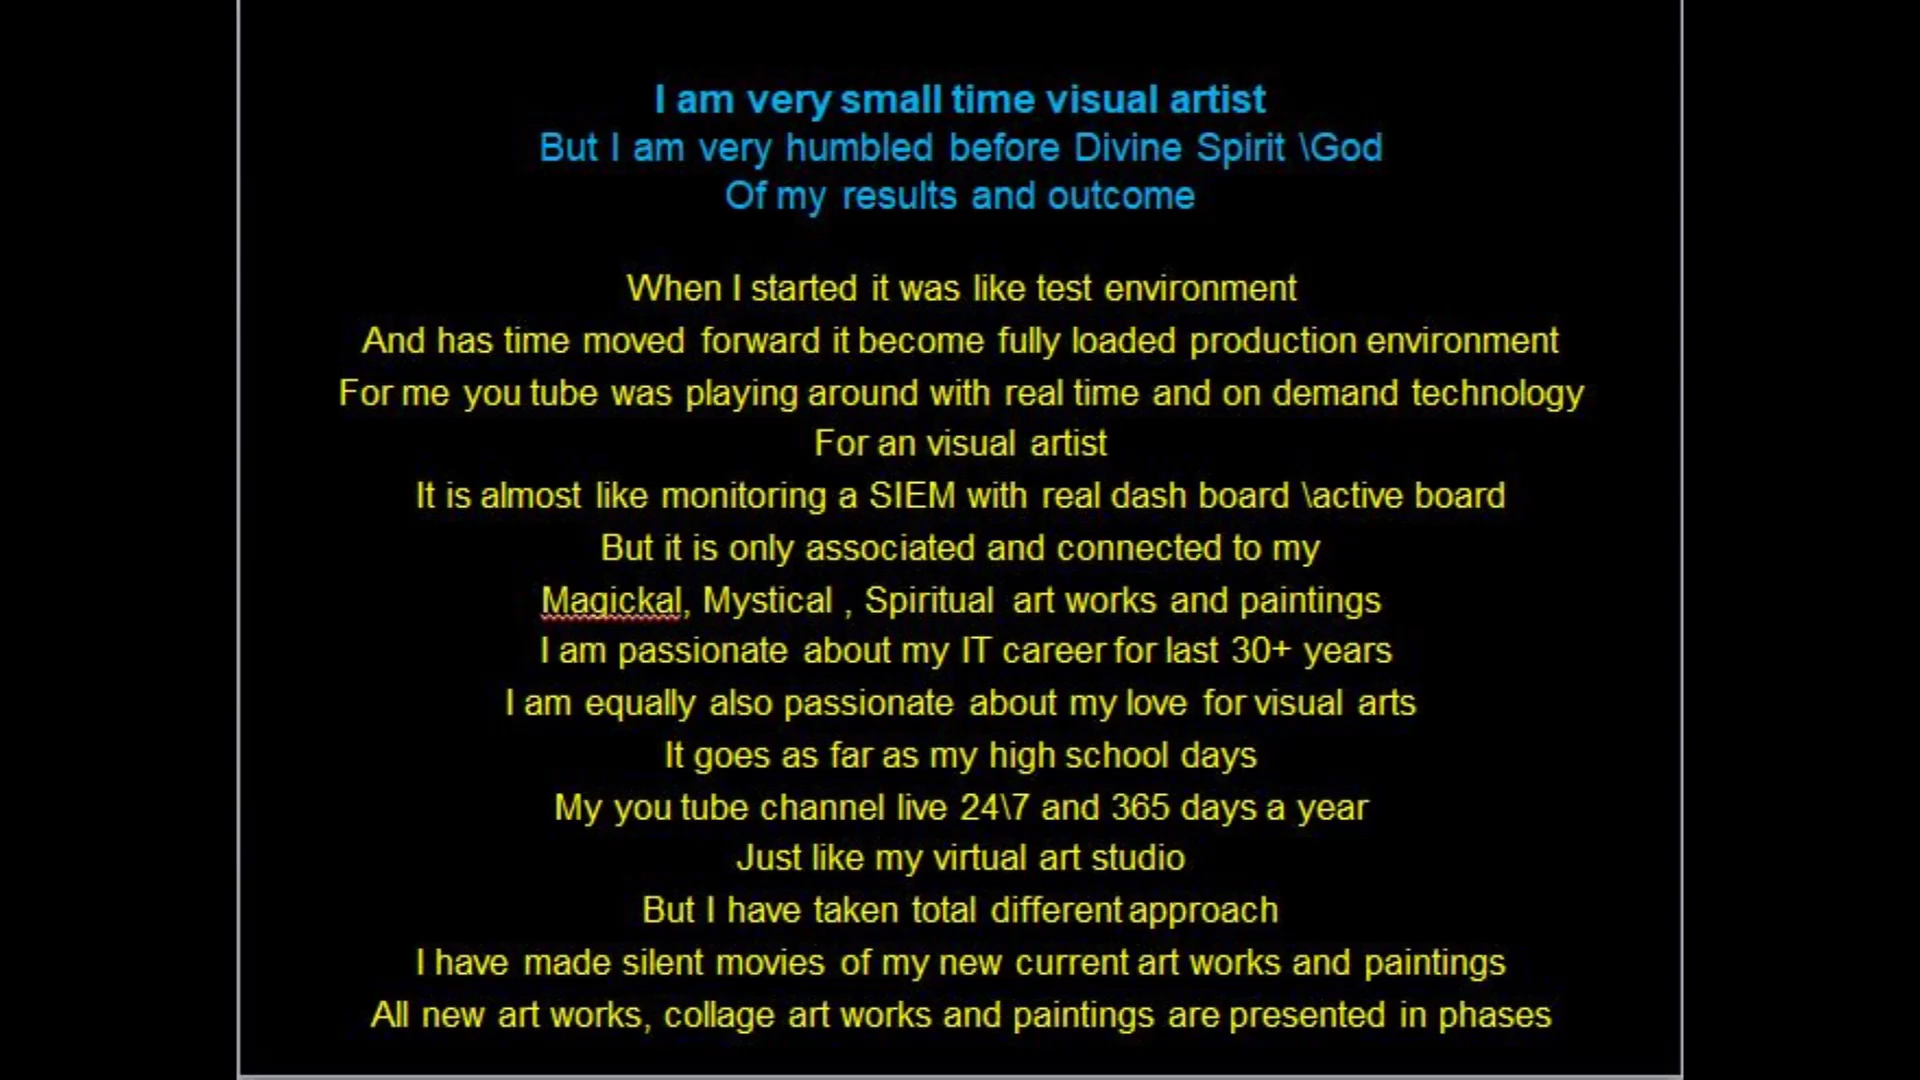 I am very small time visual artist
But I am very humbled before Divine Spirit \God
Of my results and outcome
When I started it was like test environment
And has time moved forward it become fully loaded production environment
For me you tube was playing around with real time and on demand technology
For an visual artist
It is almost like monitoring a SIEM with real dash board \active board
But it is only associated and connected to my
Magickal, Mystical , Spiritual art works and paintings
I am passionate about my IT career for last 30+ years
I am equally also passionate about my love for visual arts
It goes as far as my high school days
My you tube channel live 24\7 and 365 days a year
Just like my virtual art studio
But I have taken total different approach
I have made silent movies of my new current art works and paintings
All new art works, collage art works and paintings are presented in phases